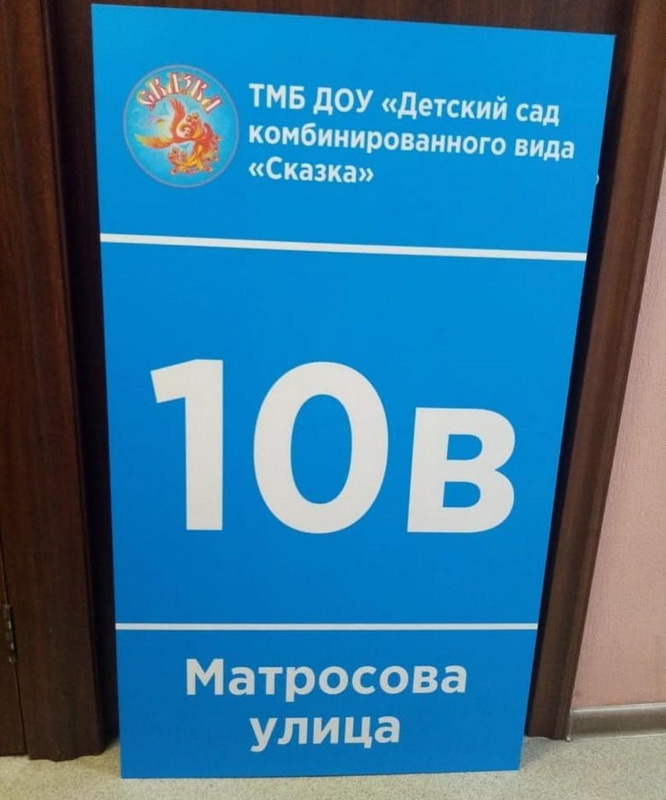 СКАЗКА
ТМБ ДОУ «Детский сад
комбинированного вида
«Сказка»
10в
Матросова
улица